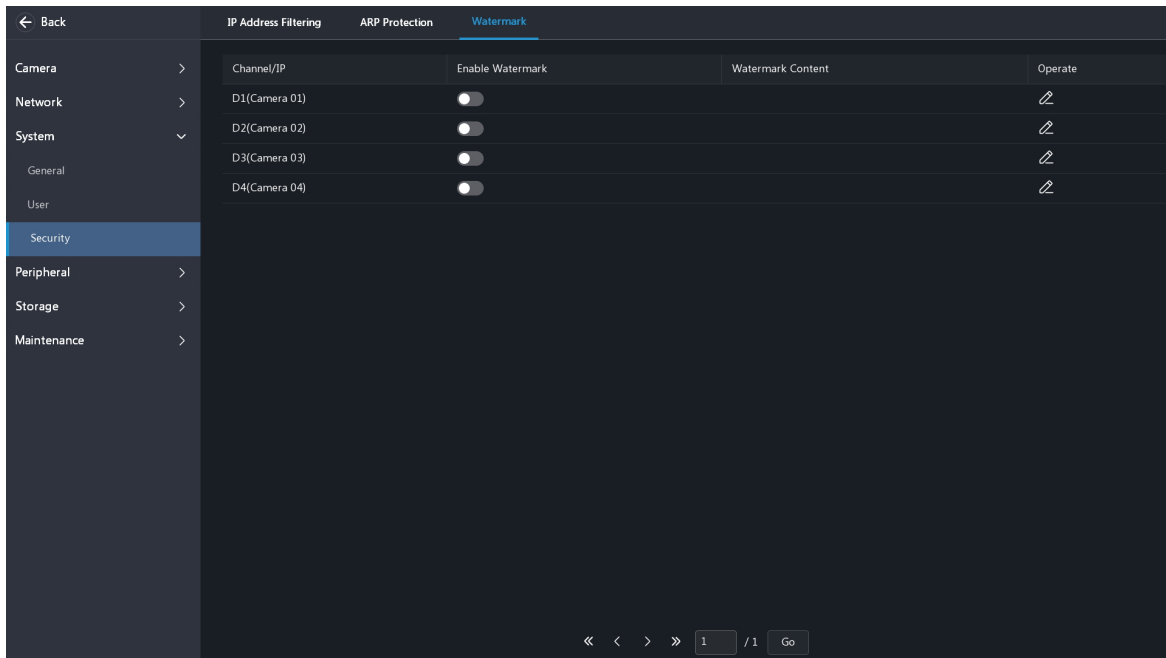 Back
IP Address Filtering ARP Protection Watermark
Camera
Network
System
General
User
Security
Peripheral
Storage
Maintenance
Channel/IP Enable Watermark Watermark Content Operate
D1(Camera 01)
D2(Camera 02)
D3(Camera 03)
D4(Camera 04)
1 / 1 Go